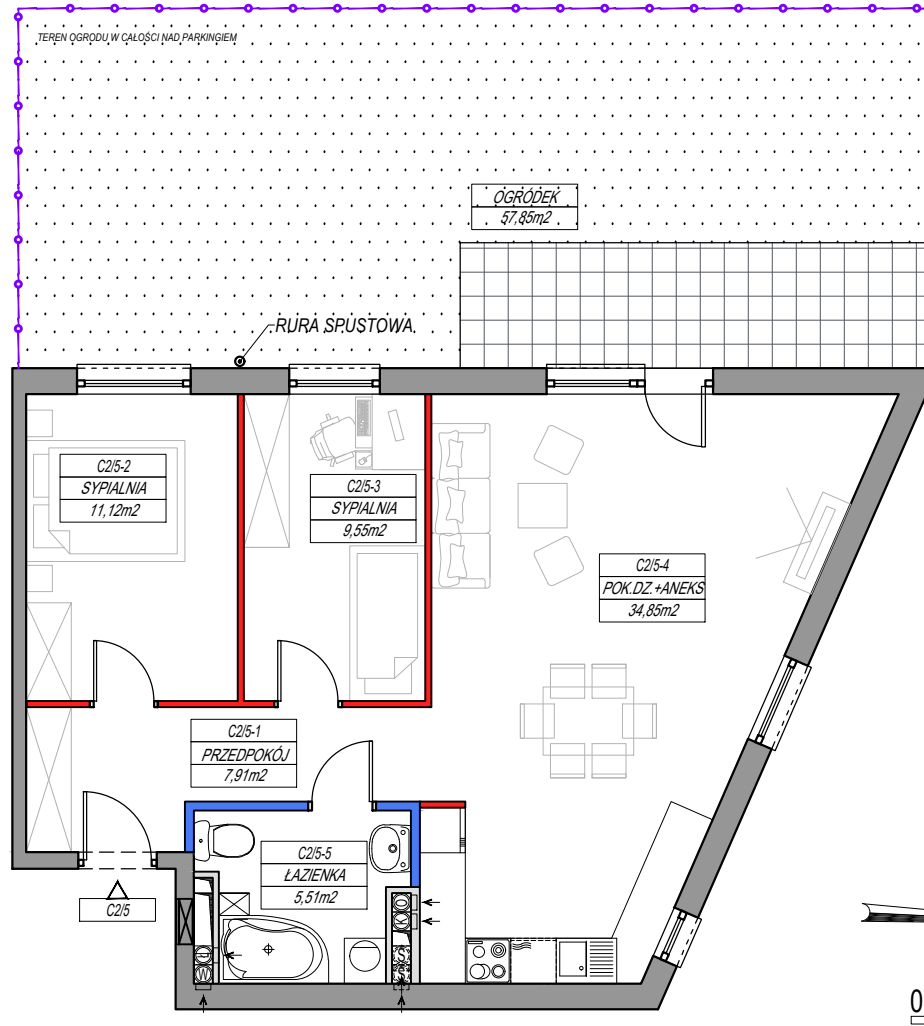 TEREN OGRODU W CAŁOŚCI NAD PARKINGIEM
OGRÓDEK
57,85m2
RURA SPUSTOWA
C2/5-2
SYPIALNIA
11,12m2
C2/5-3
SYPIALNIA
9,55m2
C2/5-4
POK.DZ.+ANEKS
34,85m2
C2/5-1
PRZEDPOKÓJ
7,91m2
C2/5-5
ŁAZIENKA
5,51m2
C2/5
O
K
S
S
W
0